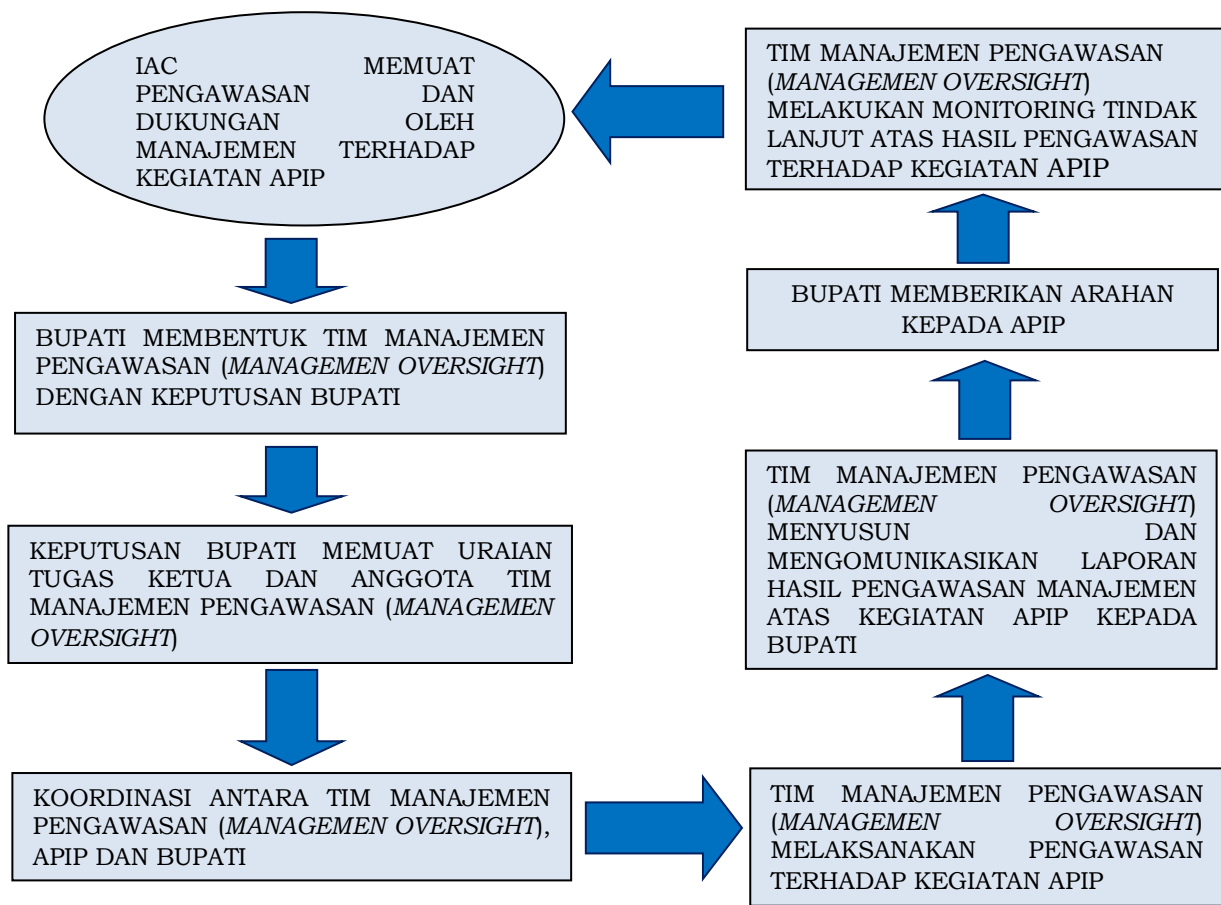 IAC MEMUAT
PENGAWASAN DAN
DUKUNGAN OLEH
MANAJEMEN TERHADAP
KEGIATAN APIP
BUPATI MEMBENTUK TIM MANAJEMEN
PENGAWASAN (MANAGEMEN OVERSIGHT)
DENGAN KEPUTUSAN BUPATI
KEPUTUSAN BUPATI MEMUAT URAIAN
TUGAS KETUA DAN ANGGOTA TIM
MANAJEMEN PENGAWASAN (MANAGEMEN
OVERSIGHT)
KOORDINASI ANTARA TIM MANAJEMEN
PENGAWASAN (MANAGEMEN OVERSIGHT),
APIP DAN BUPATI
TIM MANAJEMEN PENGAWASAN
(MANAGEMEN OVERSIGHT)
MELAKSANAKAN PENGAWASAN
TERHADAP KEGIATAN APIP
TIM MANAJEMEN PENGAWASAN
(MANAGEMEN OVERSIGHT)
MENYUSUN DAN
MENGOMUNIKASIKAN LAPORAN
HASIL PENGAWASAN MANAJEMEN
ATAS KEGIATAN APIP KEPADA
BUPATI
BUPATI MEMBERIKAN ARAHAN
KEPADA APIP
TIM MANAJEMEN PENGAWASAN
(MANAGEMEN OVERSIGHT)
MELAKUKAN MONITORING TINDAK
LANJUT ATAS HASIL PENGAWASAN
TERHADAP KEGIATAN APIP